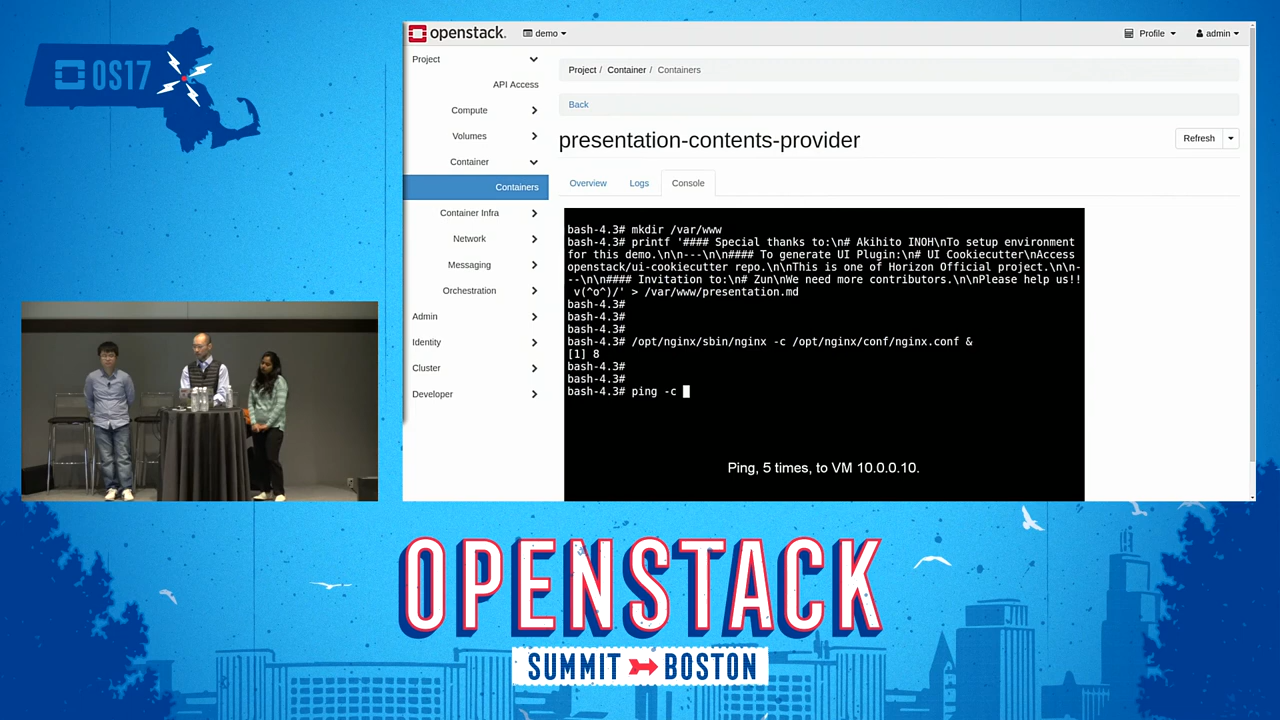 OS17
openstack.
demo
Profile
admin
Project
API Access
Compute
Volumes
Container
Containers
Container Infra
Network
Messaging
Orchestration
Admin
Identity
Cluster
Developer
Project / Container / Containers
Back
presentation-contents-provider
Refresh
Overview
Logs
Console
bash-4.3# mkdir /var/www
bash-4.3# printf '#### Special thanks to:\n# Akihito INOH\nTo setup environment
for this demo.\n\n---\n\n#### To generate UI Plugin:\n# UI Cookiecutter\nAccess
openstack/ui-cookiecutter repo.\n\nThis is one of Horizon Official project.\n\n-
--\n\n#### Invitation to:\n# Zun\nWe need more contributors.\n\nPlease help us!!
v(^o^)/' > /var/www/presentation.md
bash-4.3#
bash-4.3#
bash-4.3#
bash-4.3# /opt/nginx/sbin/nginx -c /opt/nginx/conf/nginx.conf &
[1] 8
bash-4.3#
bash-4.3#
bash-4.3# ping -c
Ping, 5 times, to VM 10.0.0.10.
OPENSTACK
SUMMIT BOSTON